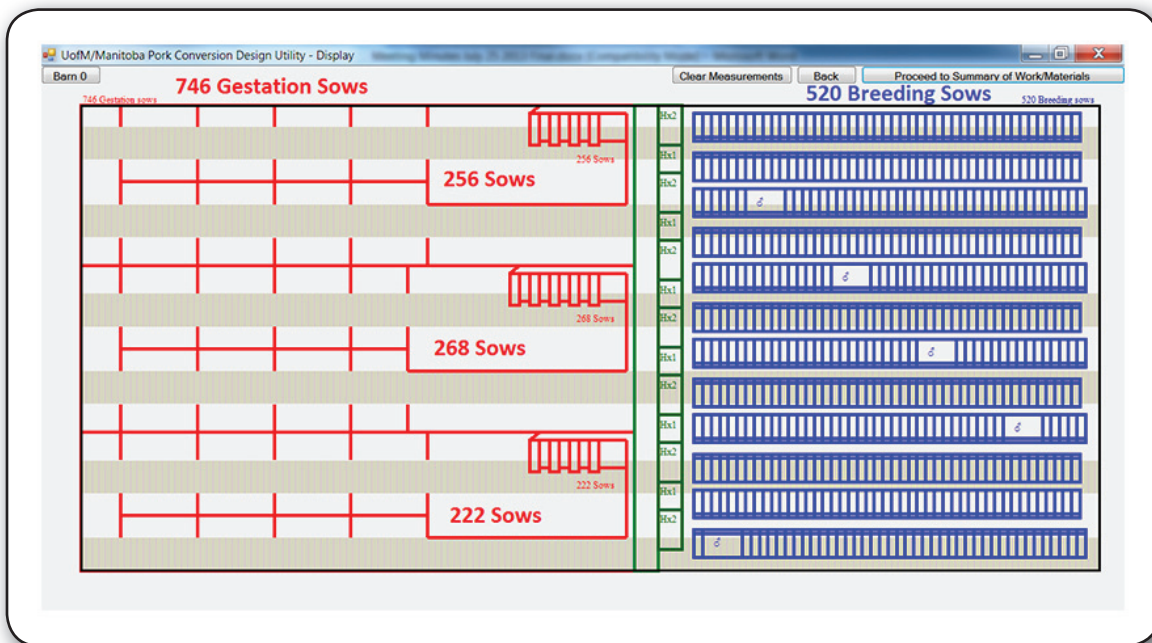 UofM/Manitoba Pork Conversion Design Utility - Display
Barn 0
Clear Measurements
Back
Proceed to Summary of Work/Materials
746 Gestation Sows
520 Breeding Sows
746 Gestation sows
520 Breeding sows
Hx2
256 Sows
Hx1
256 Sows
Hx2
♂
Hx1
Hx2
♂
Hx1
268 Sows
Hx2
268 Sows
Hx1
♂
Hx2
Hx1
♂
Hx2
222 Sows
Hx1
222 Sows
Hx2
♂